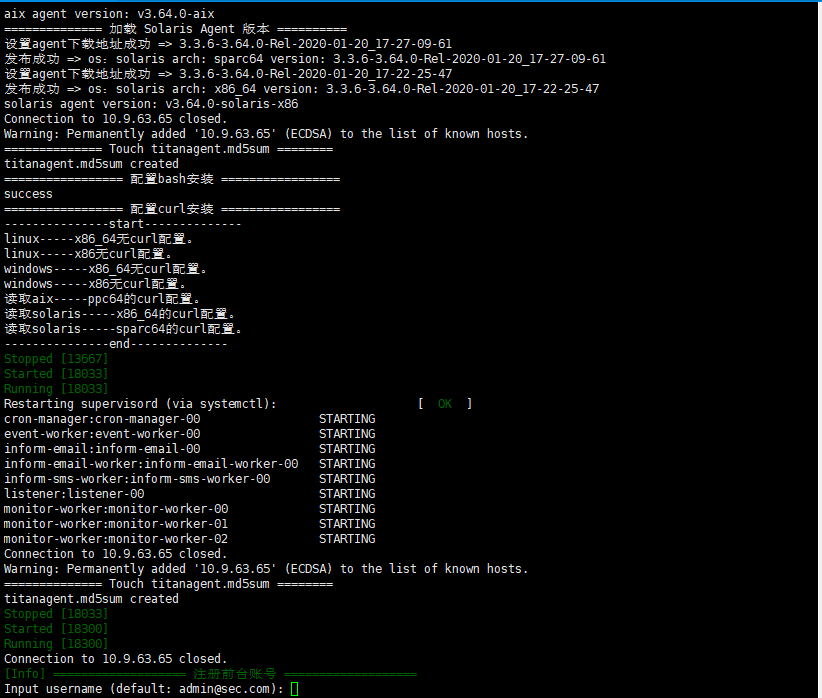 aix agent version: v3.64.0-aix
============== 加载 Solaris Agent 版本 ==========
设置agent下载地址成功 => 3.3.6-3.64.0-Rel-2020-01-20_17-27-09-61
发布成功 => os: solaris arch: sparc64 version: 3.3.6-3.64.0-Rel-2020-01-20_17-27-09-61
设置agent下载地址成功 => 3.3.6-3.64.0-Rel-2020-01-20_17-22-25-47
发布成功 => os: solaris arch: x86_64 version: 3.3.6-3.64.0-Rel-2020-01-20_17-22-25-47
solaris agent version: v3.64.0-solaris-x86
Connection to 10.9.63.65 closed.
Warning: Permanently added '10.9.63.65' (ECDSA) to the list of known hosts.
============== Touch titanagent.md5sum ========
titanagent.md5sum created
================= 配置bash安装 =================
success
================= 配置curl安装 =================
---------------start--------------
linux-----x86_64无curl配置。
linux-----x86无curl配置。
windows-----x86_64无curl配置。
windows-----x86无curl配置。
读取aix-----ppc64的curl配置。
读取solaris-----x86_64的curl配置。
读取solaris-----sparc64的curl配置。
---------------end--------------
Stopped [13667]
Started [18033]
Running [18033]
Restarting supervisord (via systemctl): [ OK ]
cron-manager:cron-manager-00 STARTING
event-worker:event-worker-00 STARTING
inform-email:inform-email-00 STARTING
inform-email-worker:inform-email-worker-00 STARTING
inform-sms-worker:inform-sms-worker-00 STARTING
listener:listener-00 STARTING
monitor-worker:monitor-worker-00 STARTING
monitor-worker:monitor-worker-01 STARTING
monitor-worker:monitor-worker-02 STARTING
Connection to 10.9.63.65 closed.
Warning: Permanently added '10.9.63.65' (ECDSA) to the list of known hosts.
============== Touch titanagent.md5sum ========
titanagent.md5sum created
Stopped [18033]
Started [18300]
Running [18300]
Connection to 10.9.63.65 closed.
[Info] =================== 注册前台账号 ===================
Input username (default: admin@sec.com):